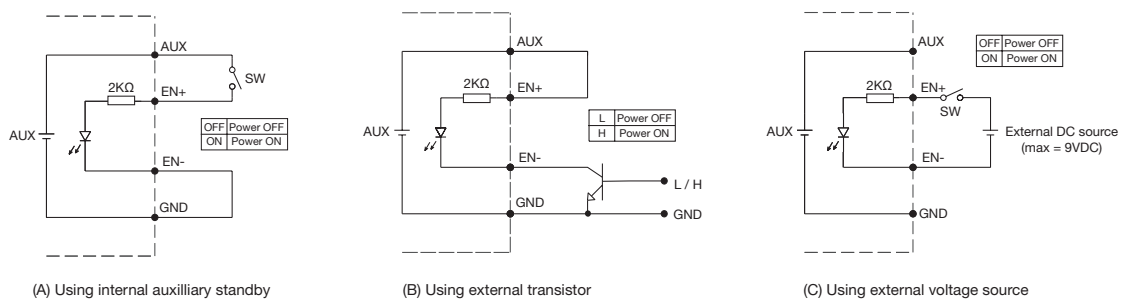 AUX
SW
2KΩ
EN+
AUX
OFF Power OFF
ON Power ON
EN-
GND
(A) Using internal auxilliary standby
AUX
2KΩ
EN+
L Power OFF
H Power ON
AUX
EN-
L / H
GND
GND
(B) Using external transistor
AUX
OFF Power OFF
ON Power ON
2KΩ
EN+
SW
AUX
External DC source
(max = 9VDC)
EN-
GND
(C) Using external voltage source